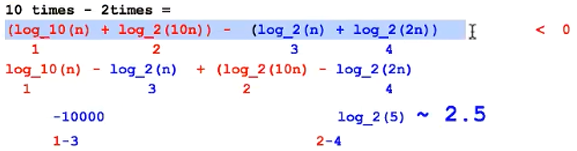 10 times - 2times =
(log_10(n) + log_2(10n)) - (log_2(n) + log_2(2n)) < 0
1 2 3 4
log_10(n) - log_2(n) + (log_2(10n) - log_2(2n)
1 3 2 4
-10000 log_2(5) ~ 2.5
1-3 2-4